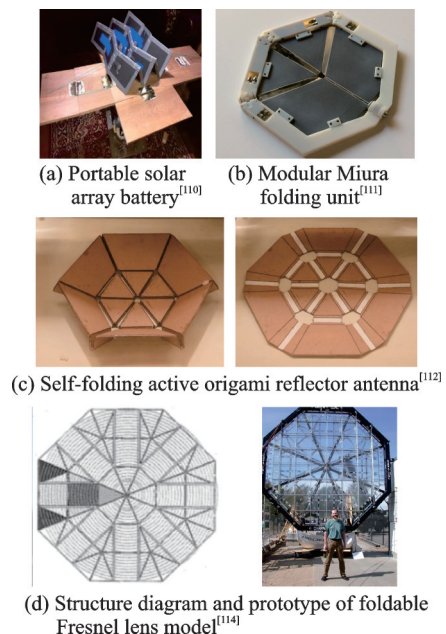 (a) Portable solar
array battery[110]
(b) Modular Miura
folding unit[111]
(c) Self-folding active origami reflector antenna[112]
(d) Structure diagram and prototype of foldable
Fresnel lens model[114]